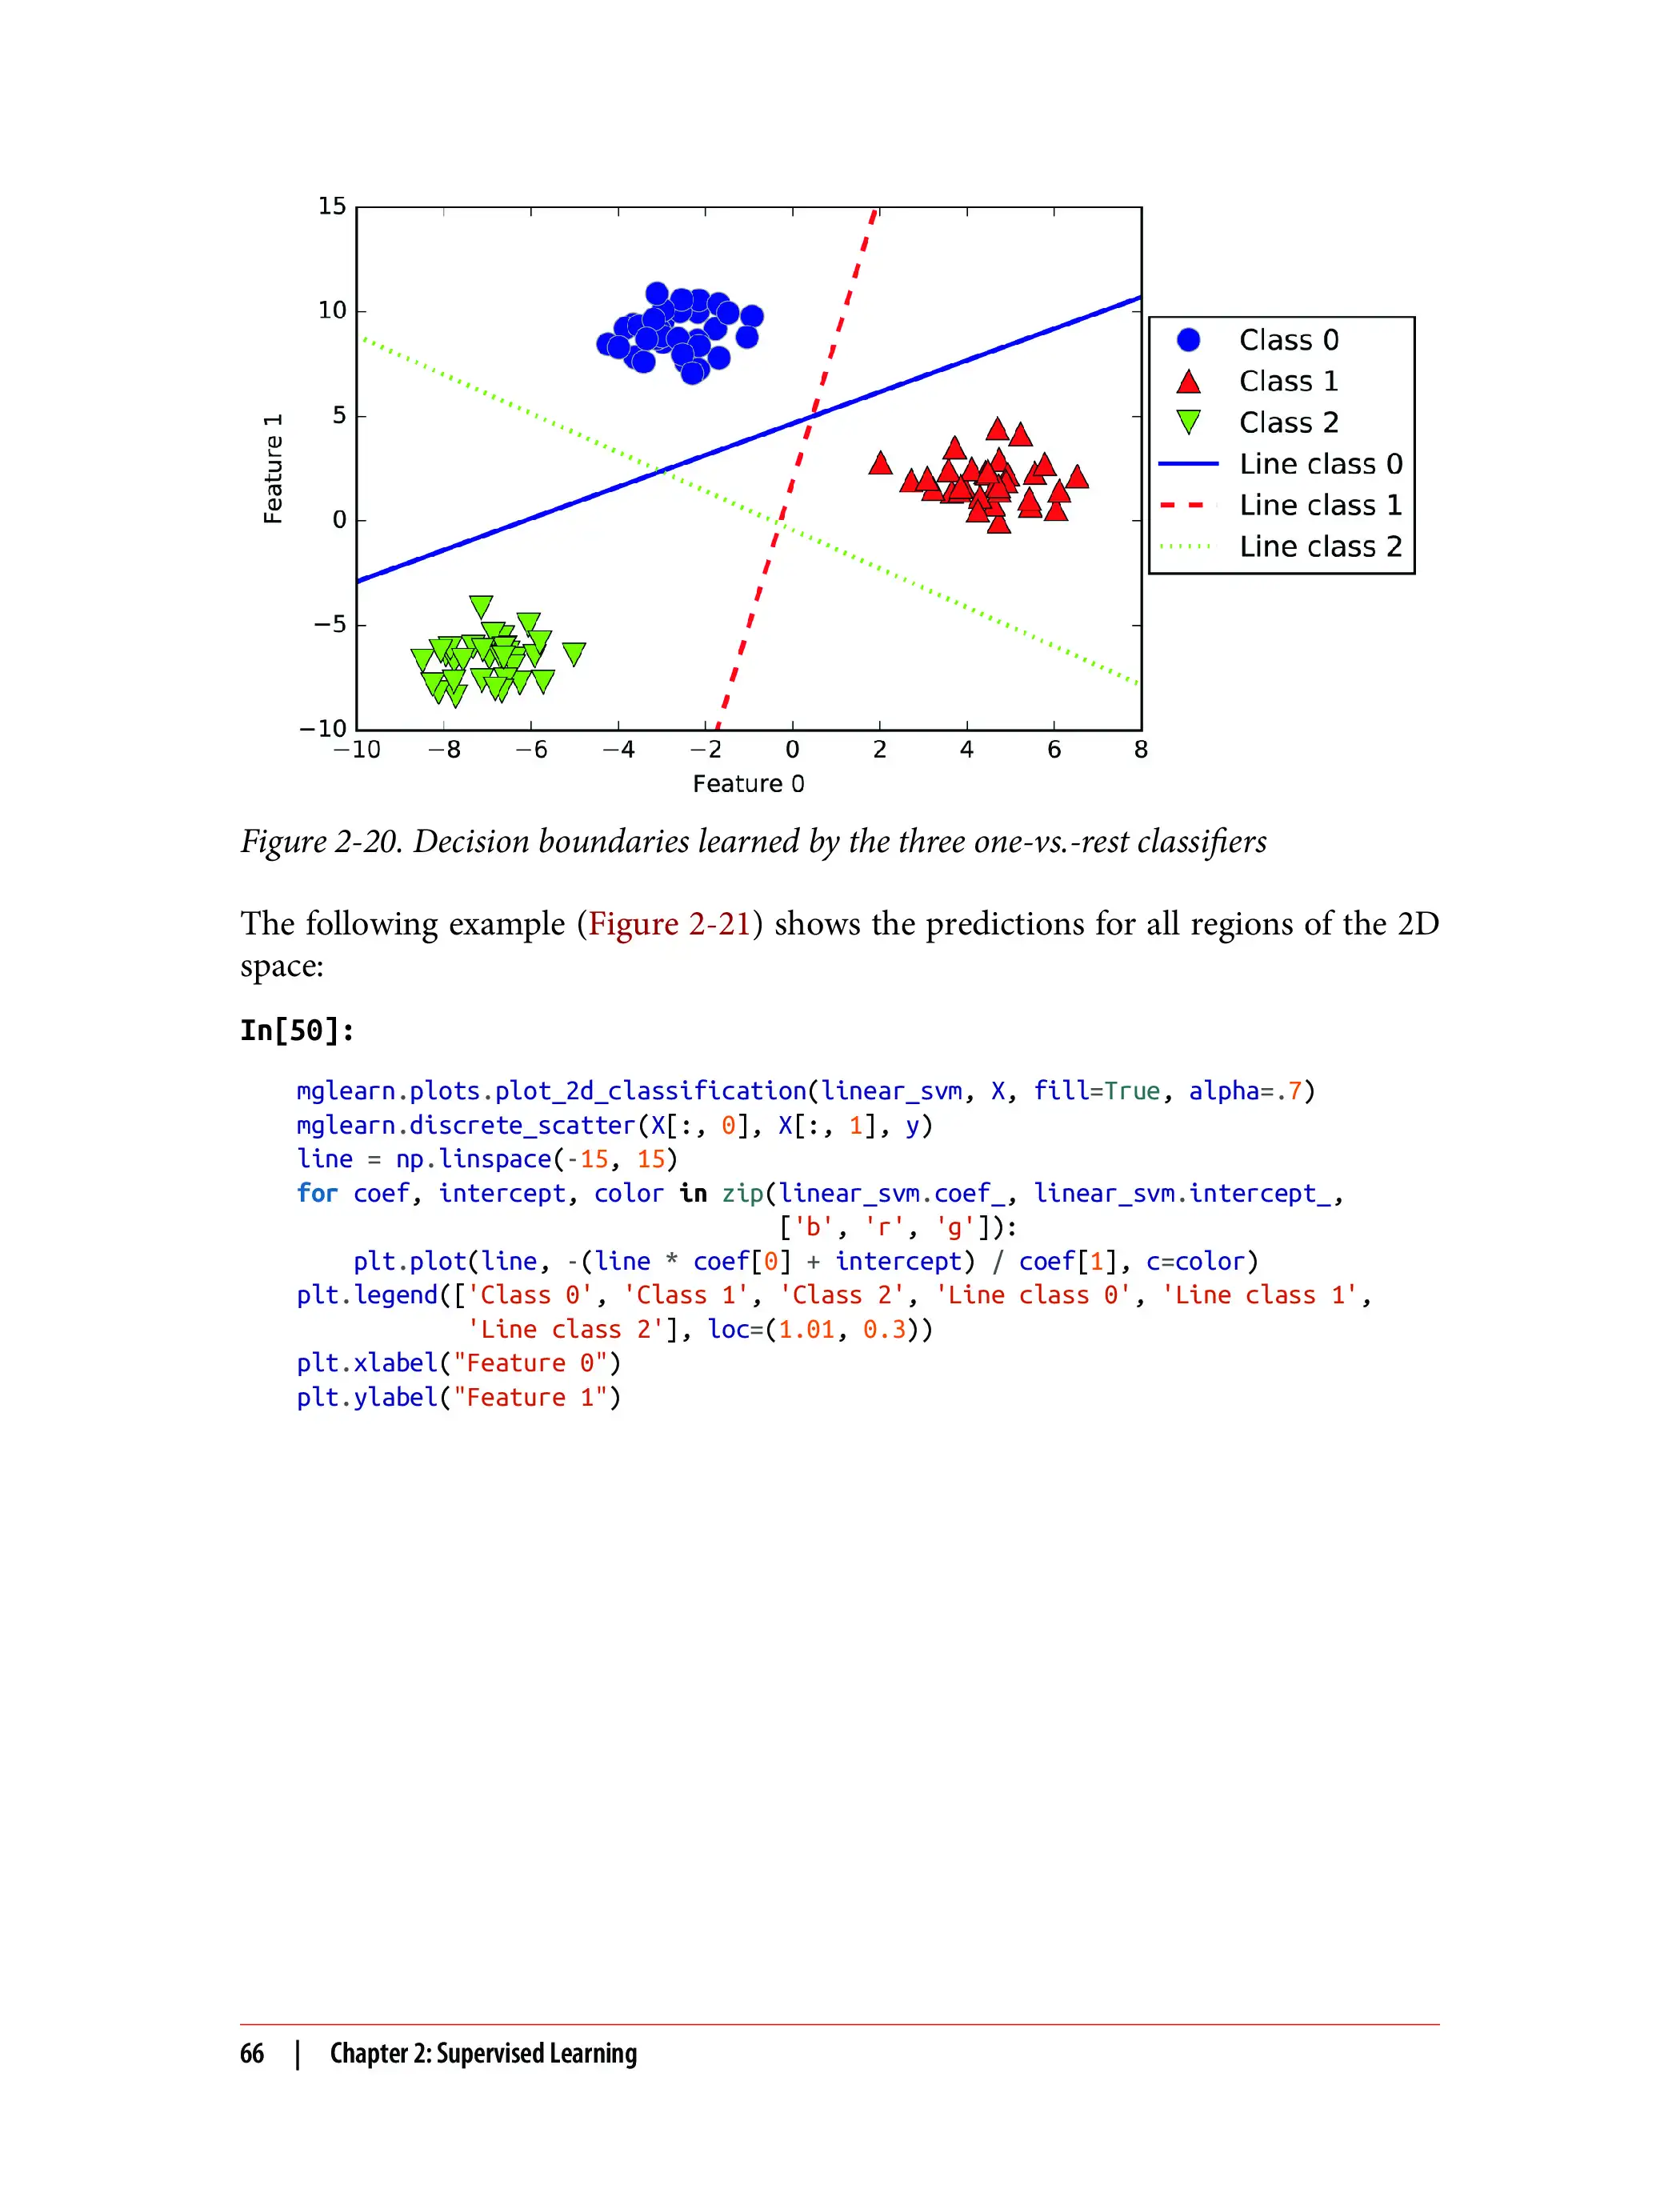 15
10
5
0
−5
−10
−10 −8 −6 −4 −2 0 2 4 6 8
Feature 1
Feature 0
Class 0
Class 1
Class 2
Line class 0
Line class 1
Line class 2
Figure 2-20. Decision boundaries learned by the three one-vs.-rest classifiers
The following example (Figure 2-21) shows the predictions for all regions of the 2D
space:
In[50]:
mglearn.plots.plot_2d_classification(linear_svm, X, fill=True, alpha=.7)
mglearn.discrete_scatter(X[:, 0], X[:, 1], y)
line = np.linspace(-15, 15)
for coef, intercept, color in zip(linear_svm.coef_, linear_svm.intercept_,
                                  ['b', 'r', 'g']):
    plt.plot(line, -(line * coef[0] + intercept) / coef[1], c=color)
plt.legend(['Class 0', 'Class 1', 'Class 2', 'Line class 0', 'Line class 1',
            'Line class 2'], loc=(1.01, 0.3))
plt.xlabel("Feature 0")
plt.ylabel("Feature 1")
66 | Chapter 2: Supervised Learning